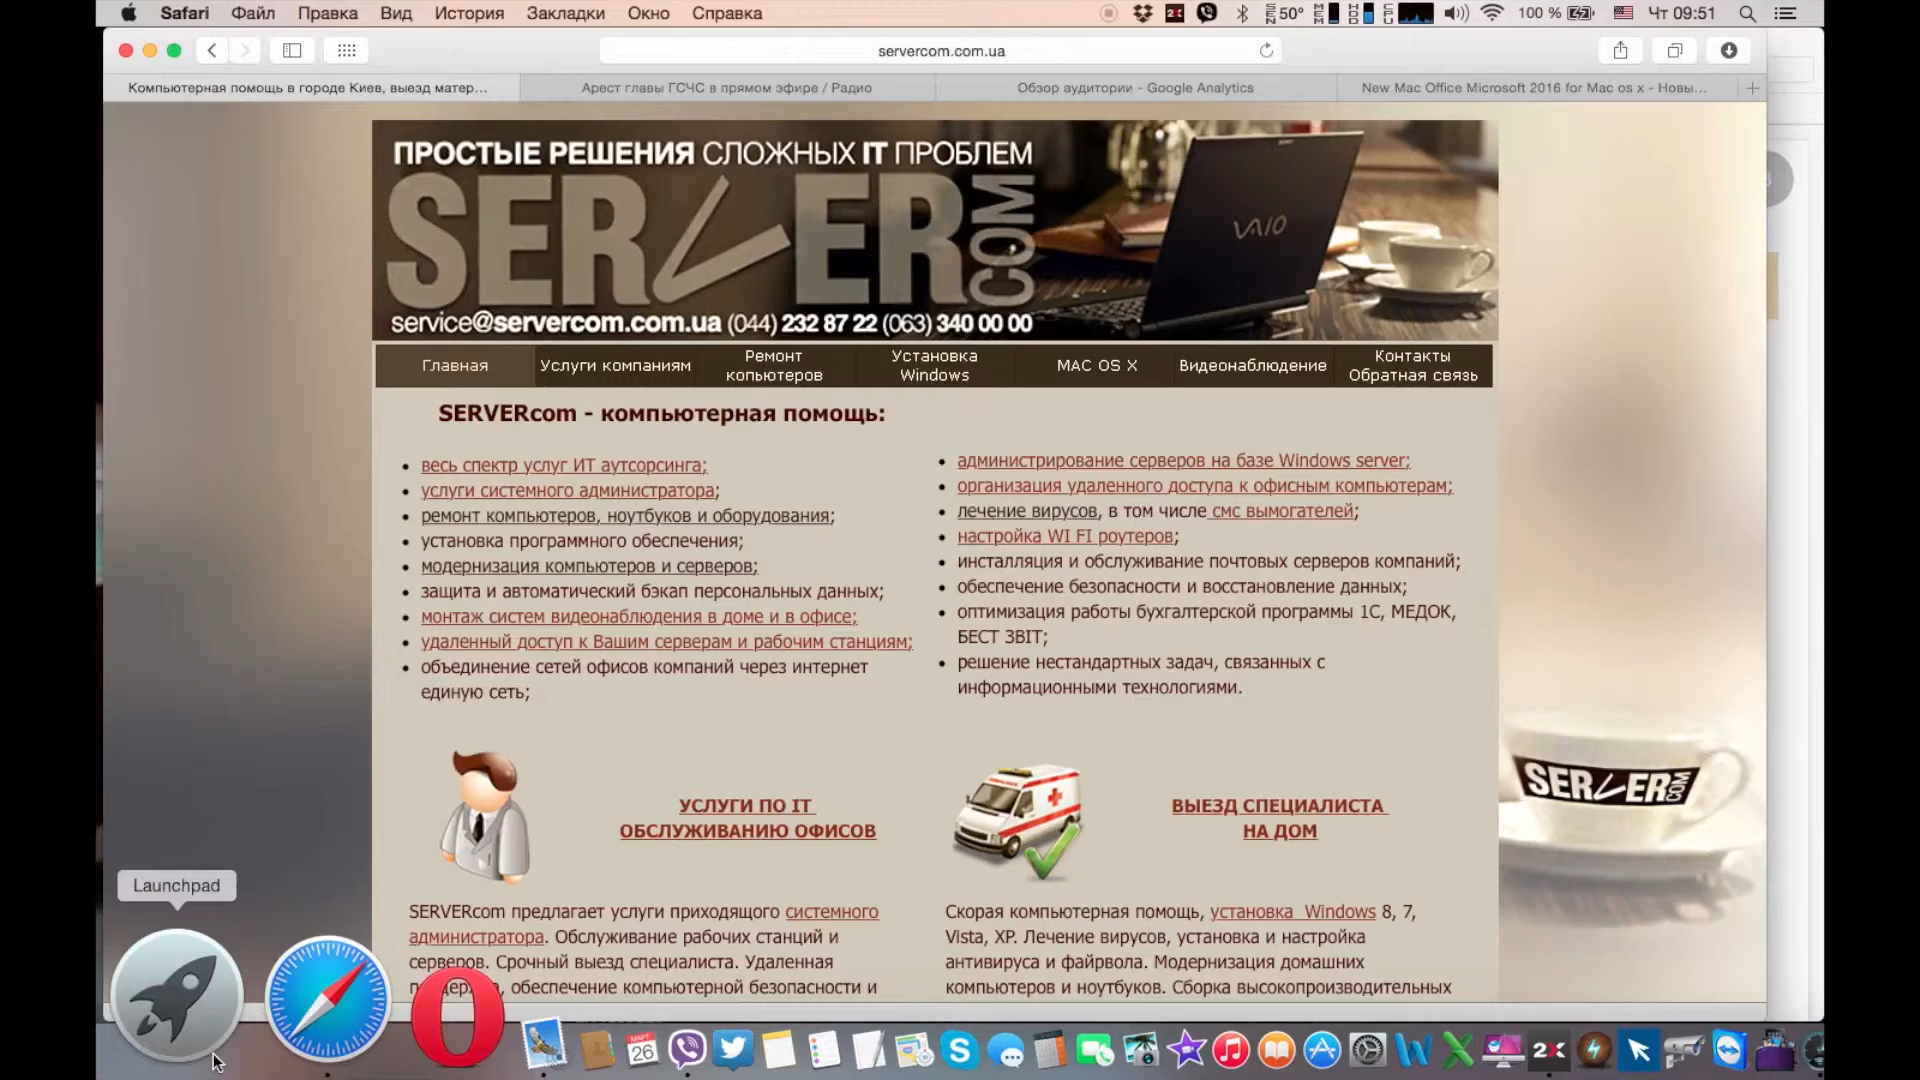 Safari Файл Правка Вид История Закладки Окно Справка
50° 100 % Чт 09:51
servercom.com.ua
Компьютерная помощь в городе Киев, выезд матер...
Арест главы ГСЧС в прямом эфире / Радио
Обзор аудитории - Google Analytics
New Mac Office Microsoft 2016 for Mac os x - Новы...
ПРОСТЫЕ РЕШЕНИЯ СЛОЖНЫХ IT ПРОБЛЕМ
SERVER COM
VAIO
service@servercom.com.ua (044) 232 87 22 (063) 340 00 00
Главная
Услуги компаниям
Ремонт
копьютеров
Установка
Windows
MAC OS X
Видеонаблюдение
Контакты
Обратная связь
SERVERcom - компьютерная помощь:
весь спектр услуг ИТ аутсорсинга;
услуги системного администратора;
ремонт компьютеров, ноутбуков и оборудования;
установка программного обеспечения;
модернизация компьютеров и серверов;
защита и автоматический бэкап персональных данных;
монтаж систем видеонаблюдения в доме и в офисе;
удаленный доступ к Вашим серверам и рабочим станциям;
объединение сетей офисов компаний через интернет
единую сеть;
администрирование серверов на базе Windows server;
организация удаленного доступа к офисным компьютерам;
лечение вирусов, в том числе смс вымогателей;
настройка WI FI роутеров;
инсталляция и обслуживание почтовых серверов компаний;
обеспечение безопасности и восстановление данных;
оптимизация работы бухгалтерской программы 1С, МЕДОК,
БЕСТ ЗВІТ;
решение нестандартных задач, связанных с
информационными технологиями.
УСЛУГИ ПО IT
ОБСЛУЖИВАНИЮ ОФИСОВ
ВЫЕЗД СПЕЦИАЛИСТА
НА ДОМ
SERVER COM
SERVERcom предлагает услуги приходящего системного
администратора. Обслуживание рабочих станций и
серверов. Срочный выезд специалиста. Удаленная
обеспечение компьютерной безопасности и
Скорая компьютерная помощь, установка Windows 8, 7,
Vista, XP. Лечение вирусов, установка и настройка
антивируса и файрвола. Модернизация домашних
компьютеров и ноутбуков. Сборка высокопроизводительных
Launchpad
МАРТ
26
2X